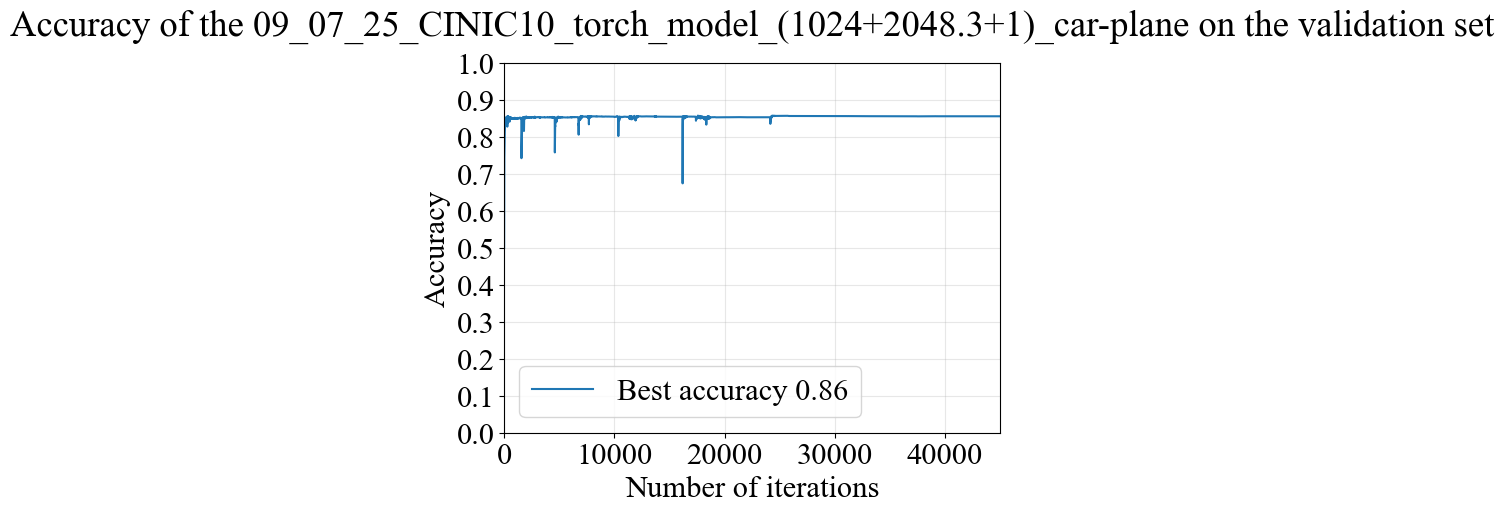 Accuracy of the 09_07_25_CINIC10_torch_model_(1024+2048.3+1)_car-plane on the validation set
1.0
0.9
0.8
0.7
0.6
0.5
0.4
0.3
0.2
0.1
0.0
Accuracy
Best accuracy 0.86
0 10000 20000 30000 40000
Number of iterations